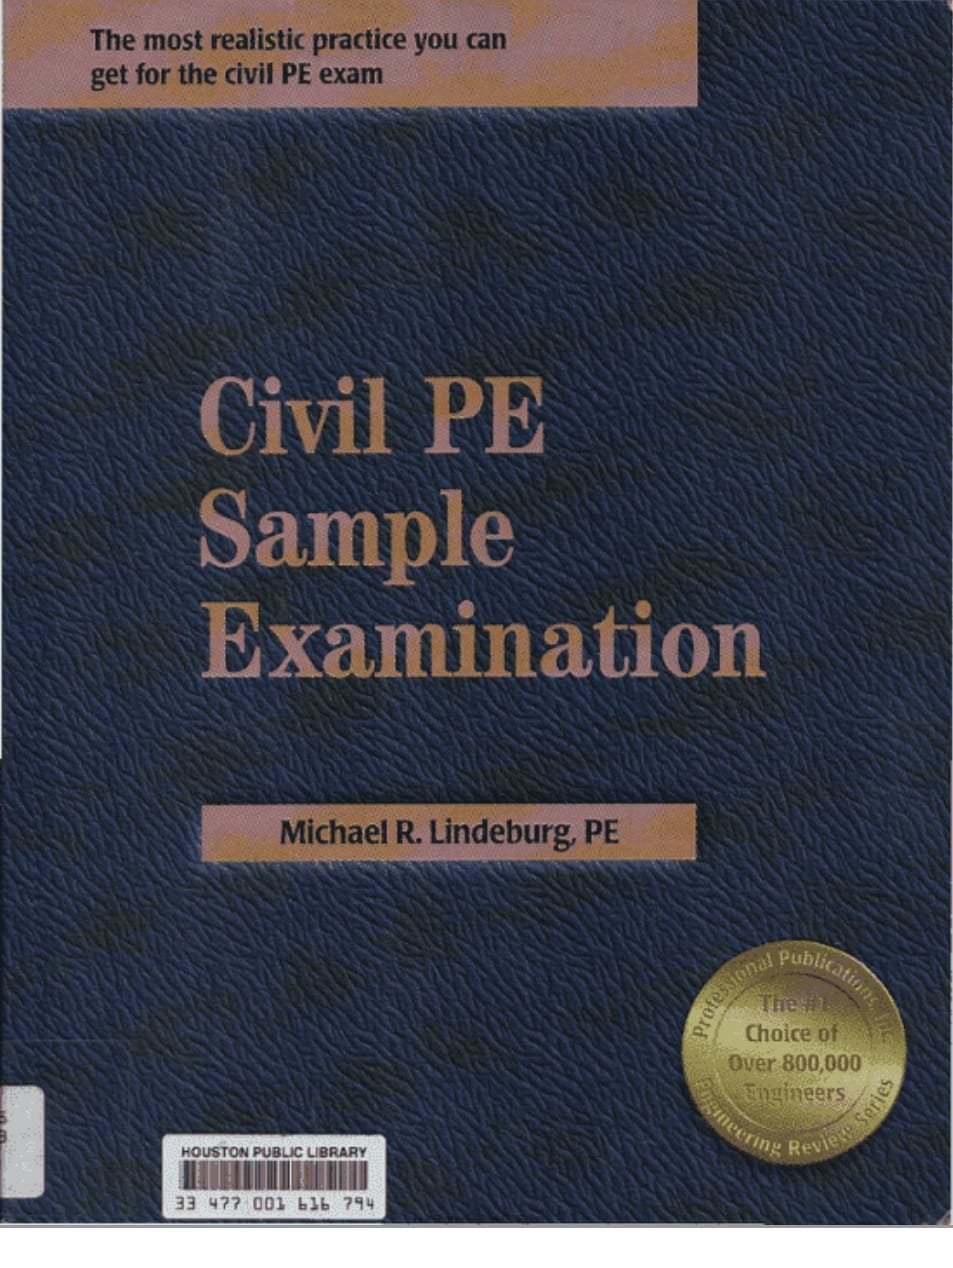 The most realistic practice you can
get for the civil PE exam
Civil PE
Sample
Examination
Michael R. Lindeburg, PE
Professional Publications, Inc.
The #1
Choice of
Over 800,000
Engineers
Engineering Review Series
HOUSTON PUBLIC LIBRARY
33 477 001 616 794